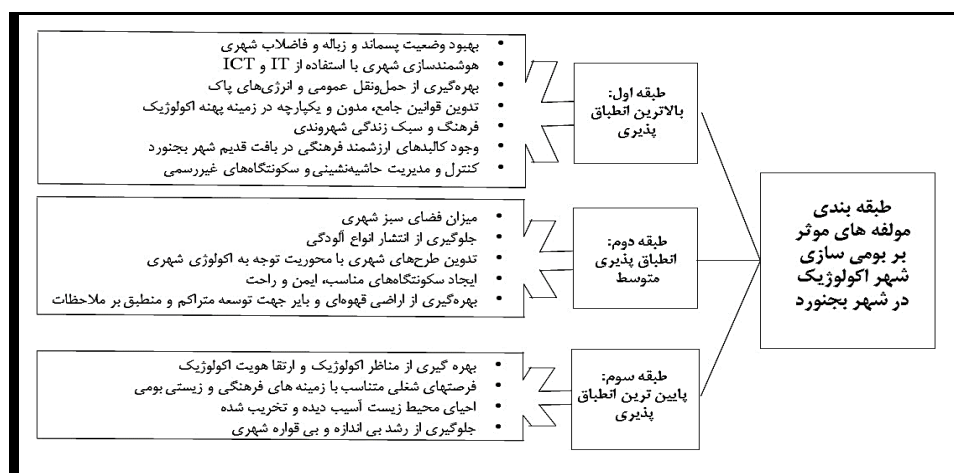 طبقه بندی
مولفه های موثر
بر بومی سازی
شهر اکولوژیک
در شهر بجنورد
طبقه اول:
بالاترین انطباق
پذیری
• بهبود وضعیت پسماند و زباله و فاضلاب شهری
• هوشمندسازی شهری با استفاده از IT و ICT
• بهره‌گیری از حمل‌ونقل عمومی و انرژی‌های پاک
• تدوین قوانین جامع، مدون و یکپارچه در زمینه پهنه اکولوژیک
• فرهنگ و سبک زندگی شهروندی
• وجود کالبدهای ارزشمند فرهنگی در بافت قدیم شهر بجنورد
• کنترل و مدیریت حاشیه‌نشینی و سکونتگاه‌های غیررسمی
طبقه دوم:
انطباق پذیری
متوسط
• میزان فضای سبز شهری
• جلوگیری از انتشار انواع آلودگی
• تدوین طرح‌های شهری با محوریت توجه به اکولوژی شهری
• ایجاد سکونتگاه‌های مناسب، ایمن و راحت
• بهره‌گیری از اراضی قهوه‌ای و بایر جهت توسعه متراکم و منطبق بر ملاحظات
طبقه سوم:
پایین ترین انطباق
پذیری
• بهره گیری از مناظر اکولوژیک و ارتقا هویت اکولوژیک
• فرصتهای شغلی متناسب با زمینه های فرهنگی و زیستی بومی
• احیای محیط زیست آسیب دیده و تخریب شده
• جلوگیری از رشد بی اندازه و بی قواره شهری